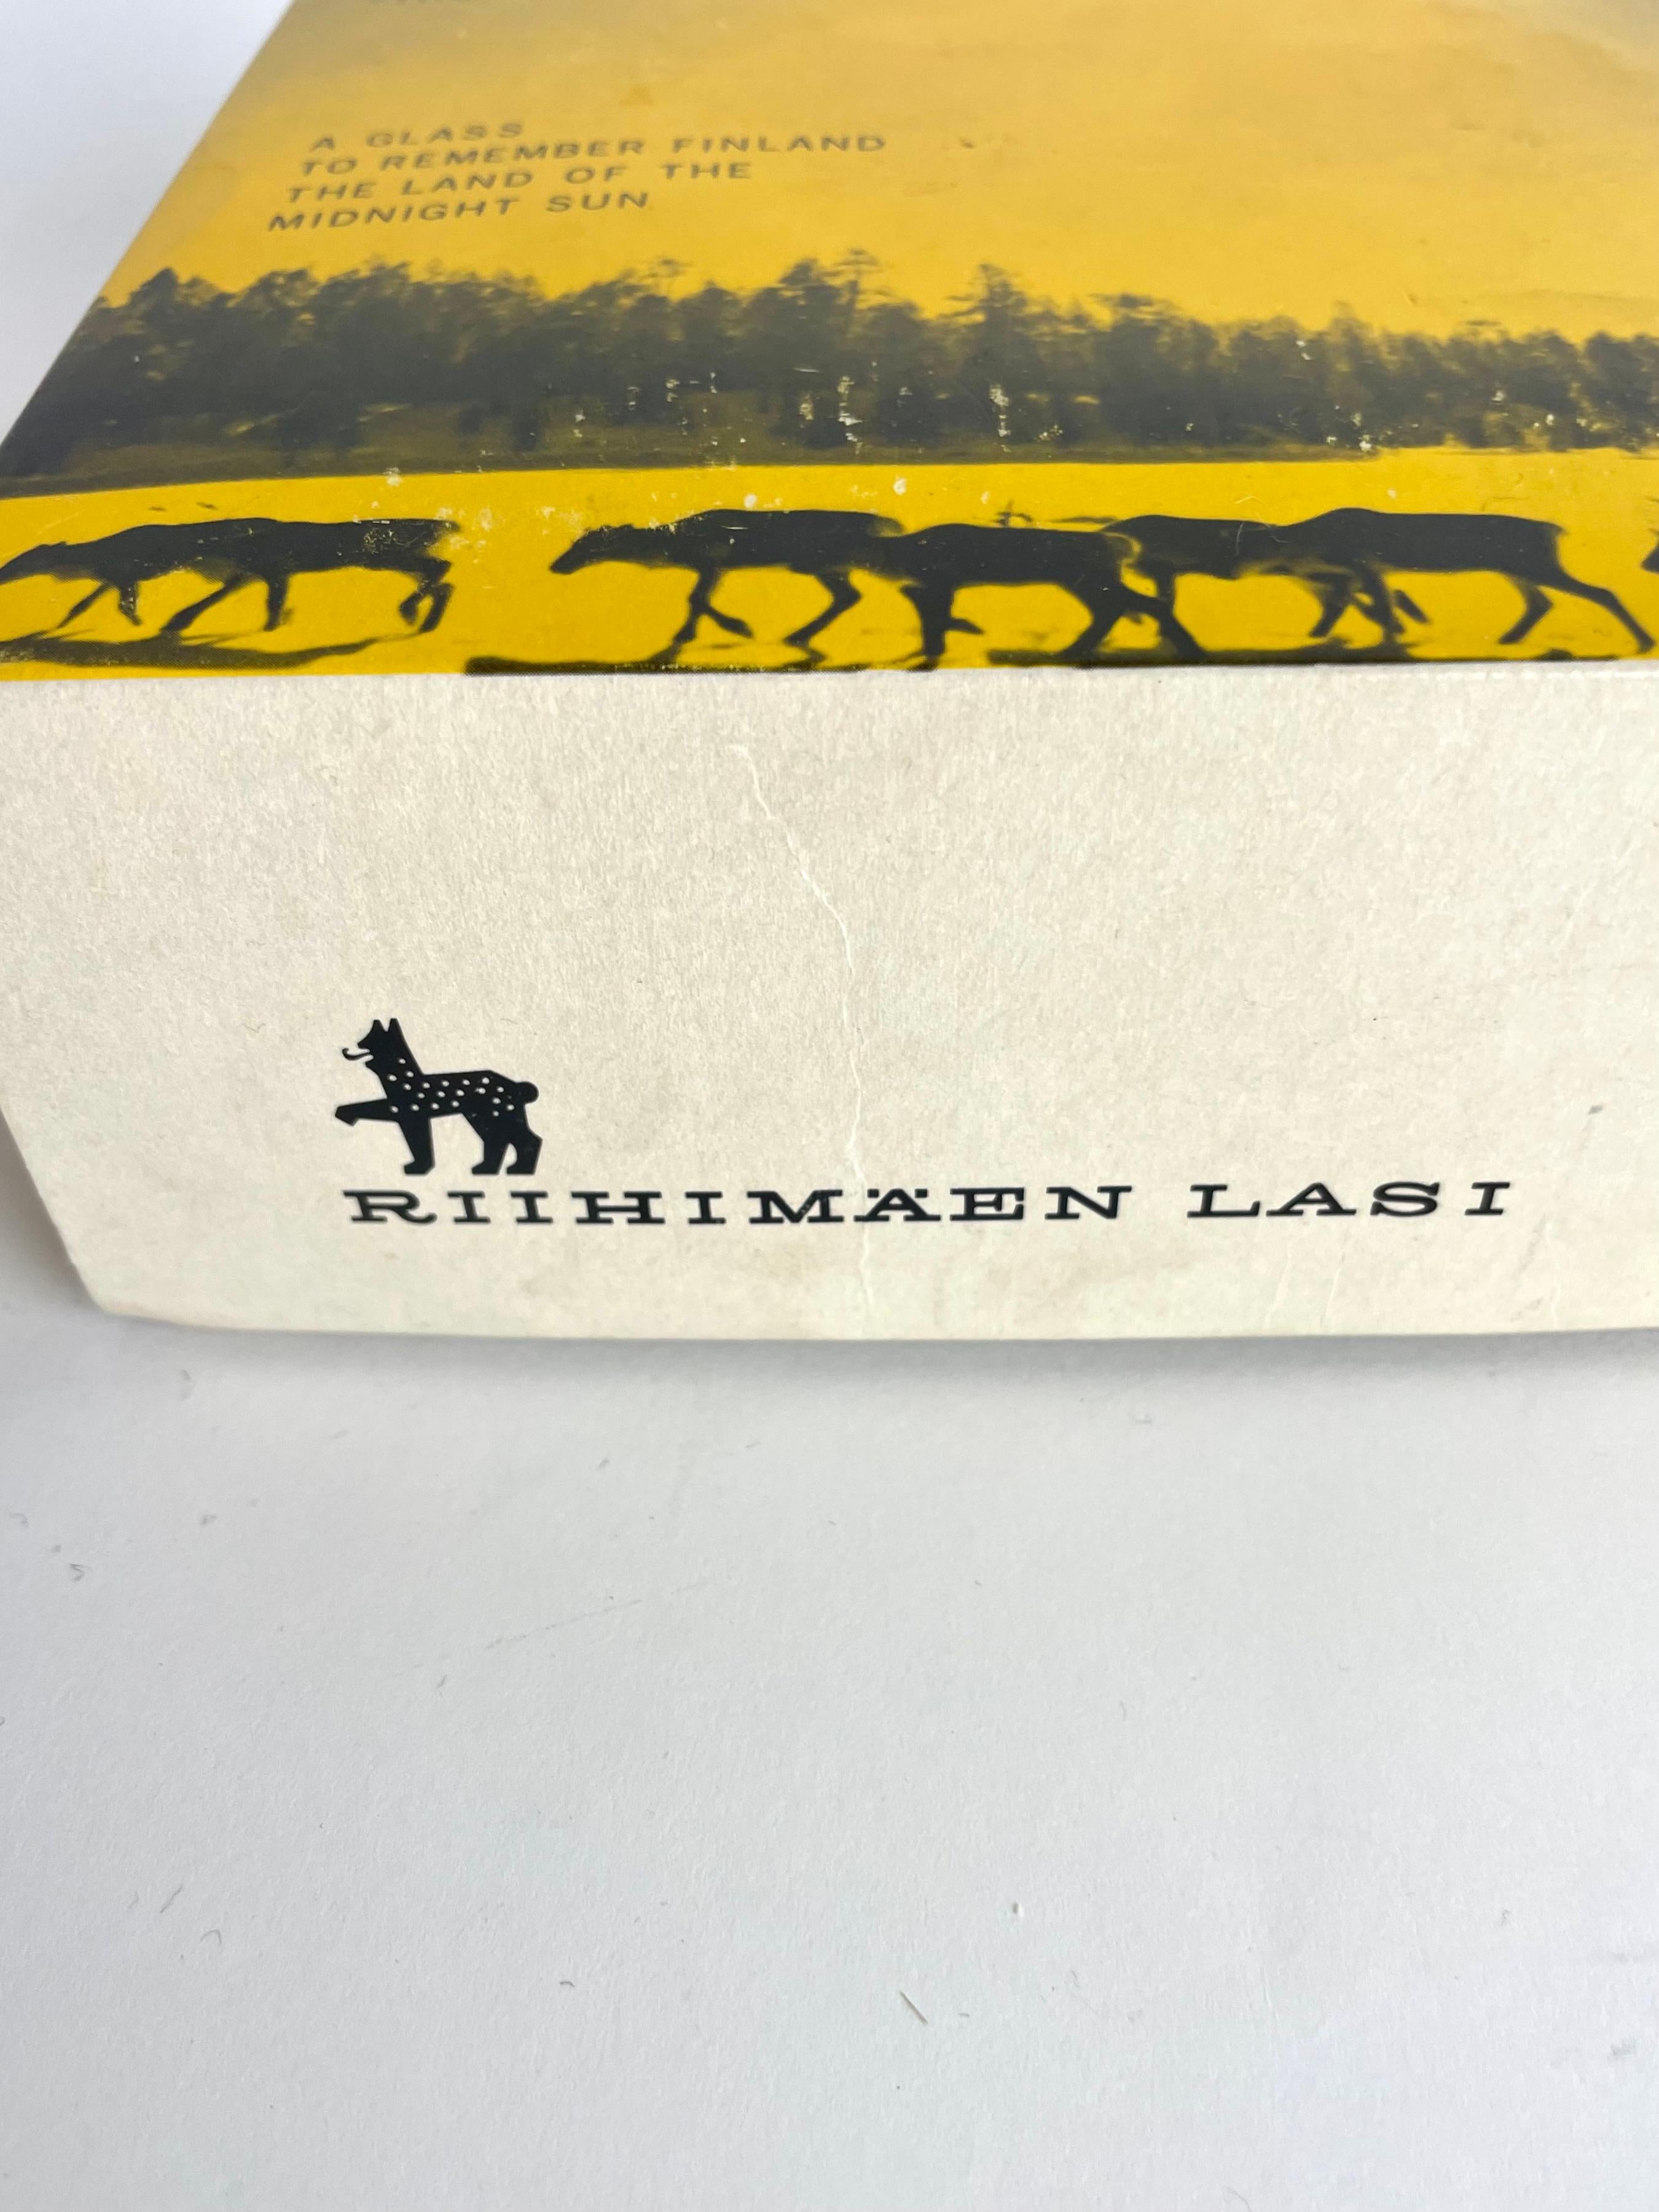 A GLASS
TO REMEMBER FINLAND
THE LAND OF THE
MIDNIGHT SUN
RIIHIMÄEN LASI